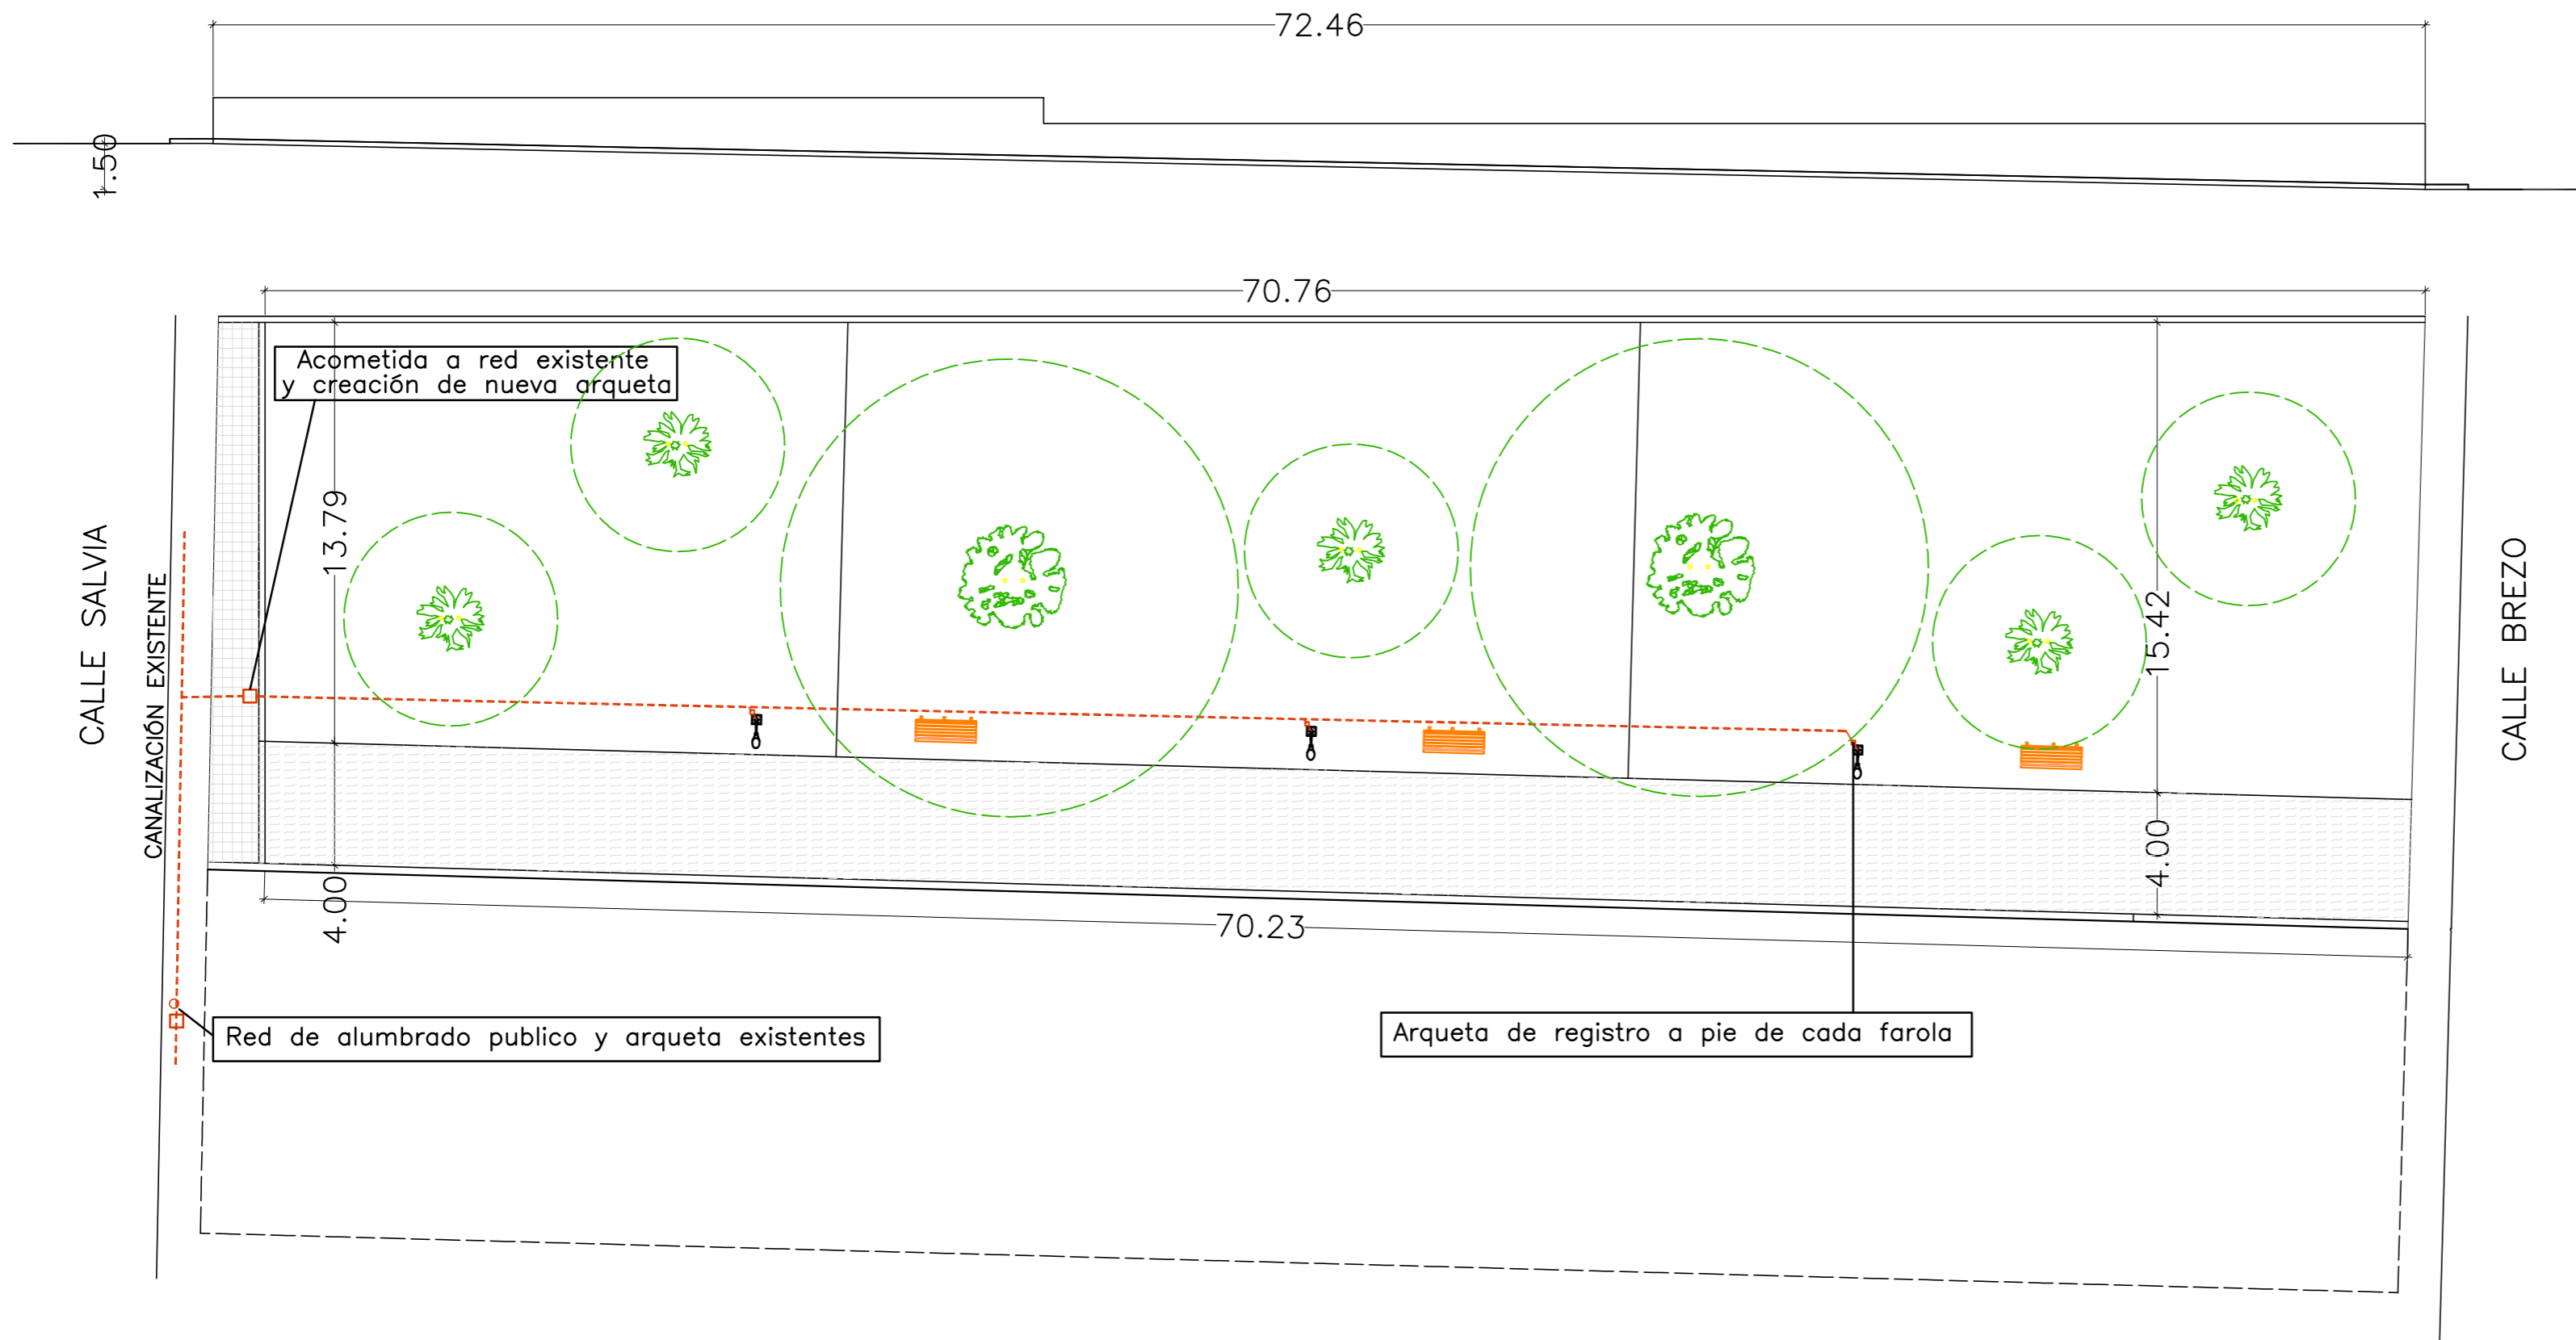 72.46
1.50
70.76
Acometida a red existente
y creación de nueva arqueta
13.79
15.42
CALLE SALVIA
CANALIZACIÓN EXISTENTE
CALLE BREZO
4.00
4.00
70.23
Red de alumbrado publico y arqueta existentes
Arqueta de registro a pie de cada farola